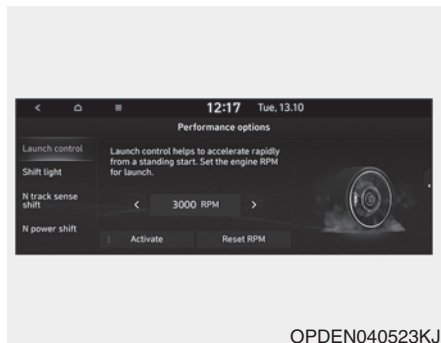 12:17 Tue, 13.10
Performance options
Launch control
Shift light
N track sense
shift
N power shift
Launch control helps to accelerate rapidly
from a standing start. Set the engine RPM
for launch.
3000 RPM
Activate Reset RPM
OPDEN040523KJ